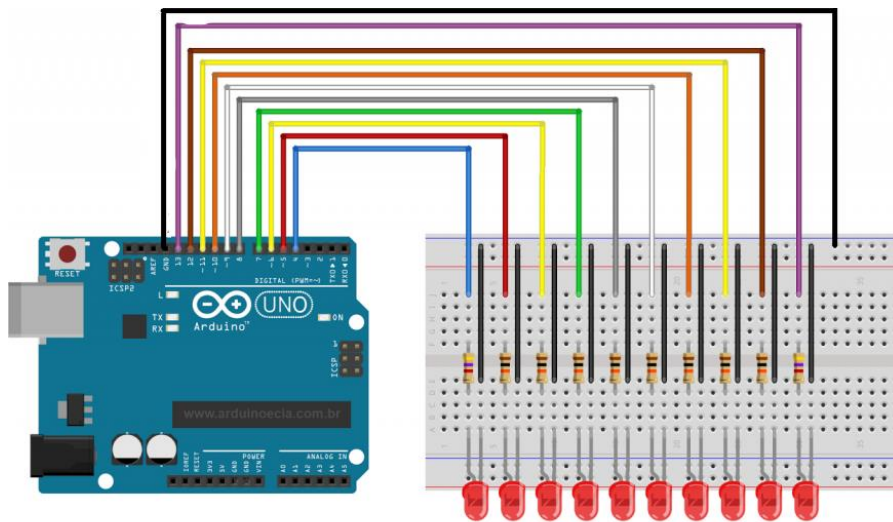 RESET
ICSP2
AREF
GND
13
12
~11
~10
~9
8
7
~6
~5
4
~3
2
TX0▶1
RX0◀0
DIGITAL (PWM=~)
L
TX
RX
Arduino™
UNO
ON
1
ICSP
www.arduinoecia.com.br
IOREF
RESET
3V3
5V
GND
GND
VIN
POWER
A0
A1
A2
A3
A4
A5
ANALOG IN